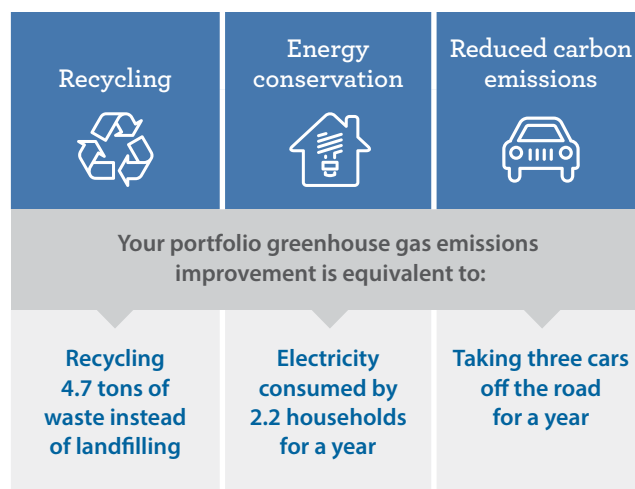 Recycling
Energy
conservation
Reduced carbon
emissions
Your portfolio greenhouse gas emissions
improvement is equivalent to:
Recycling
4.7 tons of
waste instead
of landfilling
Electricity
consumed by
2.2 households
for a year
Taking three cars
off the road
for a year